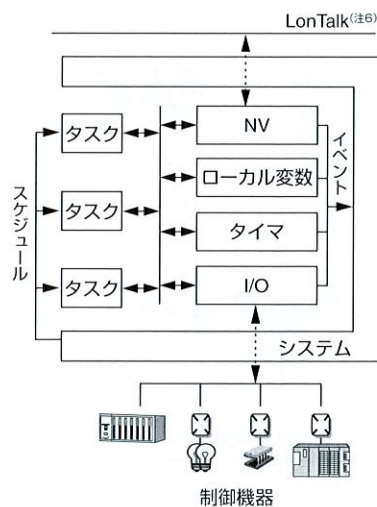 LonTalk(注6)
NV
タスク
ローカル変数
イベント
スケジュール
タスク
タイマ
タスク
I/O
システム
制御機器